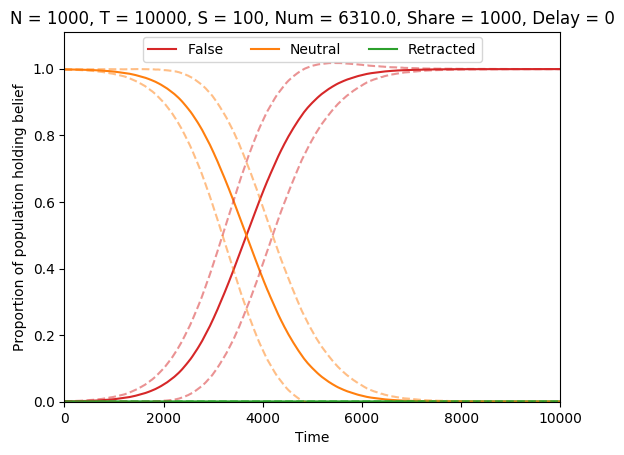 N = 1000, T = 10000, S = 100, Num = 6310.0, Share = 1000, Delay = 0
False Neutral Retracted
Proportion of population holding belief
1.0
0.8
0.6
0.4
0.2
0.0
0 2000 4000 6000 8000 10000
Time